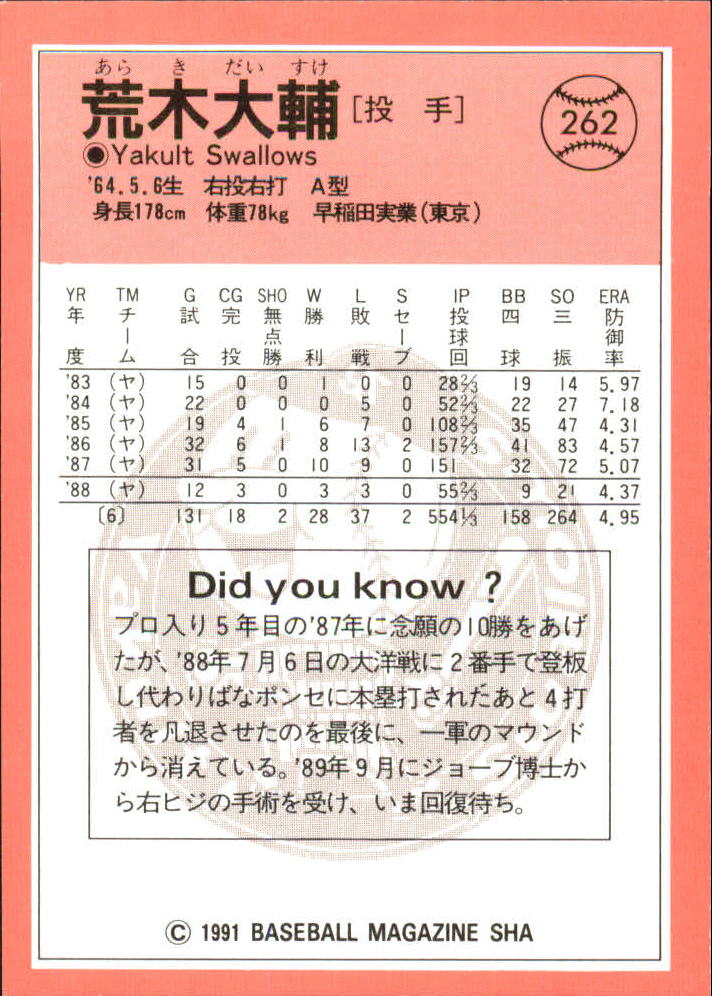 あら き だい すけ
荒木大輔 [投 手]
262
●Yakult Swallows
'64.5.6生 右投右打 A型
身長178cm 体重78kg 早稲田実業(東京)
YR TM G CG SHO W L S IP BB SO ERA
年度 チーム 試合 完投 無点勝 勝利 敗戦 セーブ 投球回 四球 三振 防御率
'83 (ヤ) 15 0 0 1 0 0 28⅔ 19 14 5.97
'84 (ヤ) 22 0 0 0 5 0 52⅔ 22 27 7.18
'85 (ヤ) 19 4 1 6 7 0 108⅔ 35 47 4.31
'86 (ヤ) 32 6 1 8 13 2 157⅔ 41 83 4.57
'87 (ヤ) 31 5 0 10 9 0 151 32 72 5.07
'88 (ヤ) 12 3 0 3 3 0 55⅔ 9 21 4.37
〔6〕 131 18 2 28 37 2 554⅓ 158 264 4.95
Did you know ?
プロ入り5年目の'87年に念願の10勝をあげ
たが、'88年7月6日の大洋戦に2番手で登板
し代わりばなポンセに本塁打されたあと4打
者を凡退させたのを最後に、一軍のマウンド
から消えている。'89年9月にジョーブ博士か
ら右ヒジの手術を受け、いま回復待ち。
© 1991 BASEBALL MAGAZINE SHA